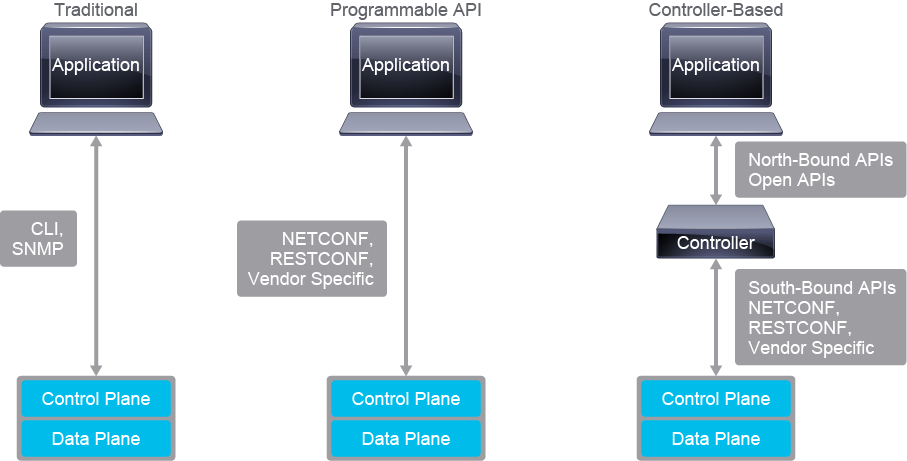 Traditional
Application
CLI,
SNMP
Control Plane
Data Plane
Programmable API
Application
NETCONF,
RESTCONF,
Vendor Specific
Control Plane
Data Plane
Controller-Based
Application
North-Bound APIs
Open APIs
Controller
South-Bound APIs
NETCONF,
RESTCONF,
Vendor Specific
Control Plane
Data Plane